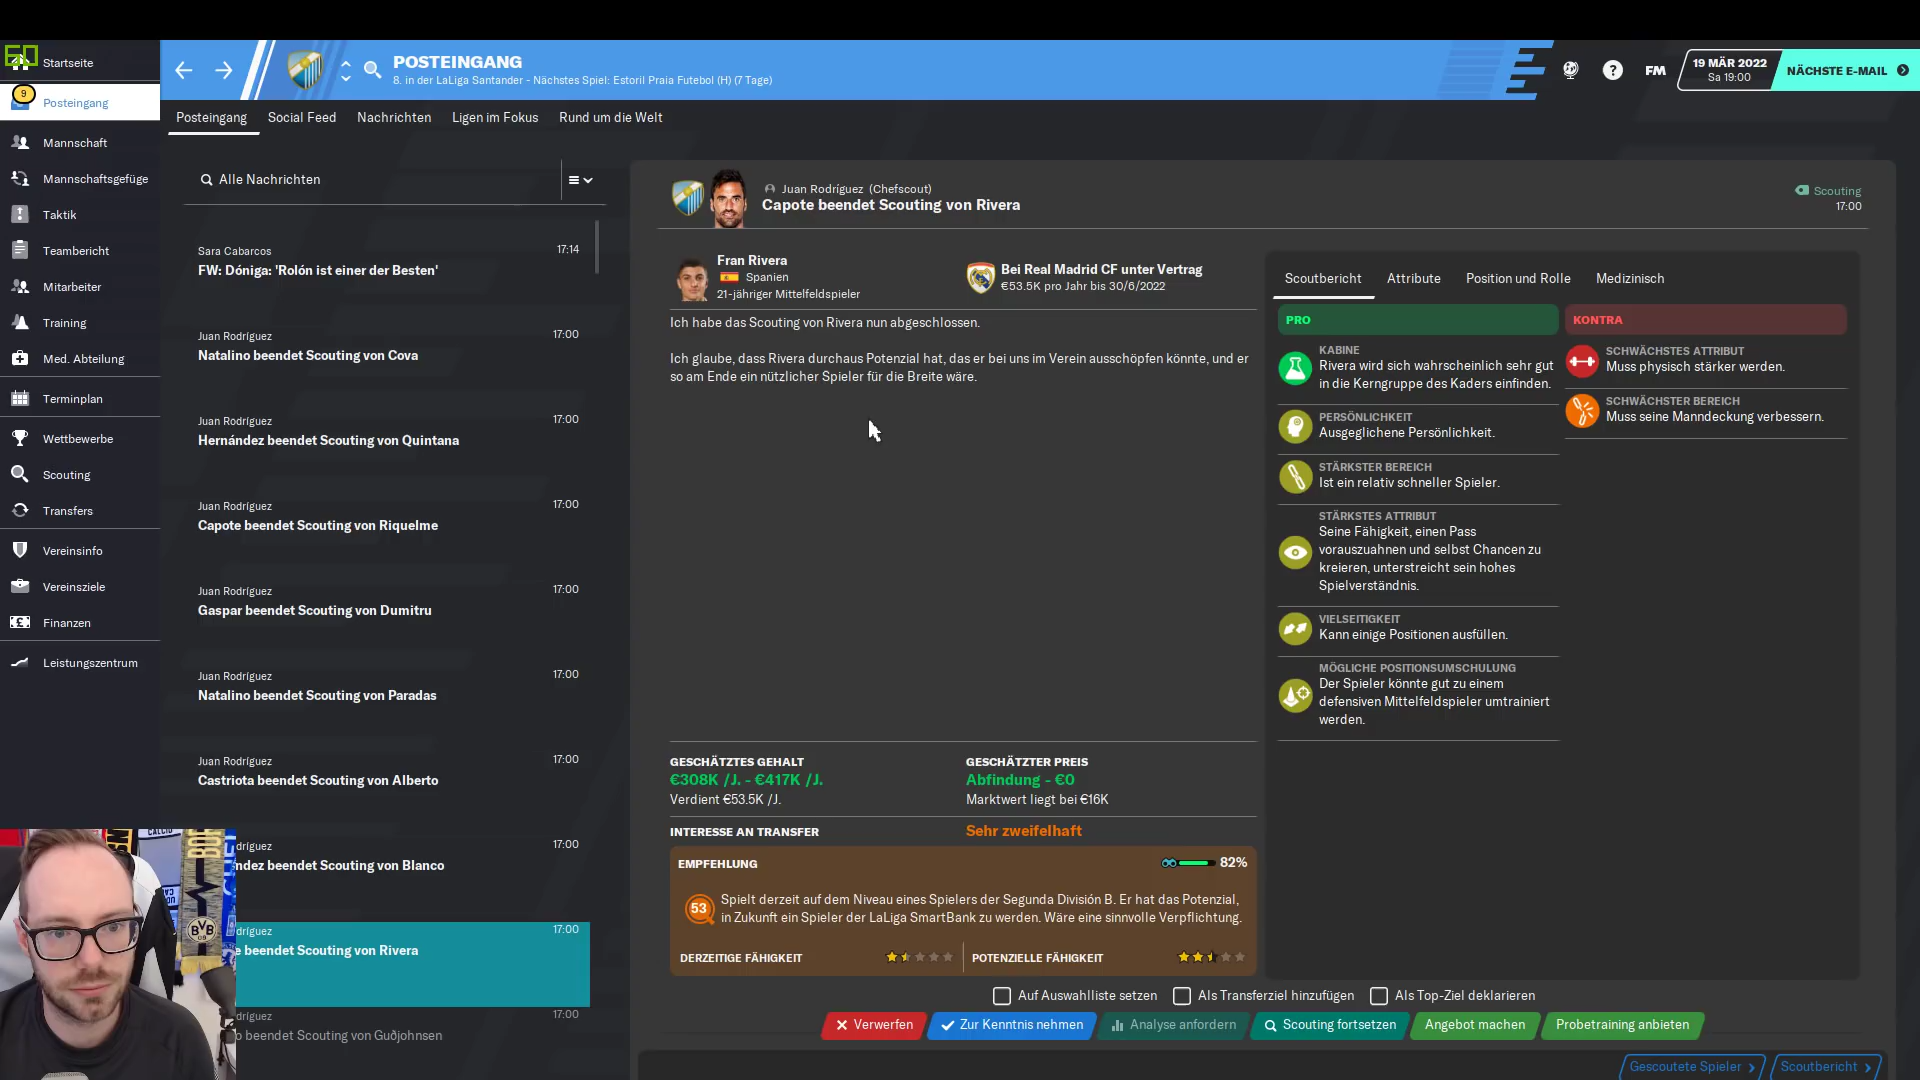 60
Startseite
9
Posteingang
Mannschaft
Mannschaftsgefüge
Taktik
Teambericht
Mitarbeiter
Training
Med. Abteilung
Terminplan
Wettbewerbe
Scouting
Transfers
Vereinsinfo
Vereinsziele
Finanzen
Leistungszentrum
POSTEINGANG
8. in der LaLiga Santander - Nächstes Spiel: Estoril Praia Futebol (H) (7 Tage)
FM
19 MÄR 2022
Sa 19:00
NÄCHSTE E-MAIL
Posteingang
Social Feed
Nachrichten
Ligen im Fokus
Rund um die Welt
Alle Nachrichten
Sara Cabarcos
17:14
FW: Dóniga: 'Rolón ist einer der Besten'
Juan Rodríguez
17:00
Natalino beendet Scouting von Cova
Juan Rodríguez
17:00
Hernández beendet Scouting von Quintana
Juan Rodríguez
17:00
Capote beendet Scouting von Riquelme
Juan Rodríguez
17:00
Gaspar beendet Scouting von Dumitru
Juan Rodríguez
17:00
Natalino beendet Scouting von Paradas
Juan Rodríguez
17:00
Castriota beendet Scouting von Alberto
dríguez
17:00
ndez beendet Scouting von Blanco
dríguez
17:00
e beendet Scouting von Rivera
dríguez
17:00
o beendet Scouting von Guðjohnsen
BVB
09
Juan Rodríguez (Chefscout)
Capote beendet Scouting von Rivera
Scouting
17:00
Fran Rivera
Spanien
21-jähriger Mittelfeldspieler
Bei Real Madrid CF unter Vertrag
€53.5K pro Jahr bis 30/6/2022
Ich habe das Scouting von Rivera nun abgeschlossen.
Ich glaube, dass Rivera durchaus Potenzial hat, das er bei uns im Verein ausschöpfen könnte, und er
so am Ende ein nützlicher Spieler für die Breite wäre.
GESCHÄTZTES GEHALT
€308K /J. - €417K /J.
Verdient €53.5K /J.
GESCHÄTZTER PREIS
Abfindung - €0
Marktwert liegt bei €16K
INTERESSE AN TRANSFER
Sehr zweifelhaft
EMPFEHLUNG
82%
53
Spielt derzeit auf dem Niveau eines Spielers der Segunda División B. Er hat das Potenzial,
in Zukunft ein Spieler der LaLiga SmartBank zu werden. Wäre eine sinnvolle Verpflichtung.
DERZEITIGE FÄHIGKEIT
POTENZIELLE FÄHIGKEIT
Scoutbericht
Attribute
Position und Rolle
Medizinisch
PRO
KABINE
Rivera wird sich wahrscheinlich sehr gut
in die Kerngruppe des Kaders einfinden.
PERSÖNLICHKEIT
Ausgeglichene Persönlichkeit.
STÄRKSTER BEREICH
Ist ein relativ schneller Spieler.
STÄRKSTES ATTRIBUT
Seine Fähigkeit, einen Pass
vorauszuahnen und selbst Chancen zu
kreieren, unterstreicht sein hohes
Spielverständnis.
VIELSEITIGKEIT
Kann einige Positionen ausfüllen.
MÖGLICHE POSITIONSUMSCHULUNG
Der Spieler könnte gut zu einem
defensiven Mittelfeldspieler umtrainiert
werden.
KONTRA
SCHWÄCHSTES ATTRIBUT
Muss physisch stärker werden.
SCHWÄCHSTER BEREICH
Muss seine Manndeckung verbessern.
Auf Auswahlliste setzen
Als Transferziel hinzufügen
Als Top-Ziel deklarieren
Verwerfen
Zur Kenntnis nehmen
Analyse anfordern
Scouting fortsetzen
Angebot machen
Probetraining anbieten
Gescoutete Spieler
Scoutbericht